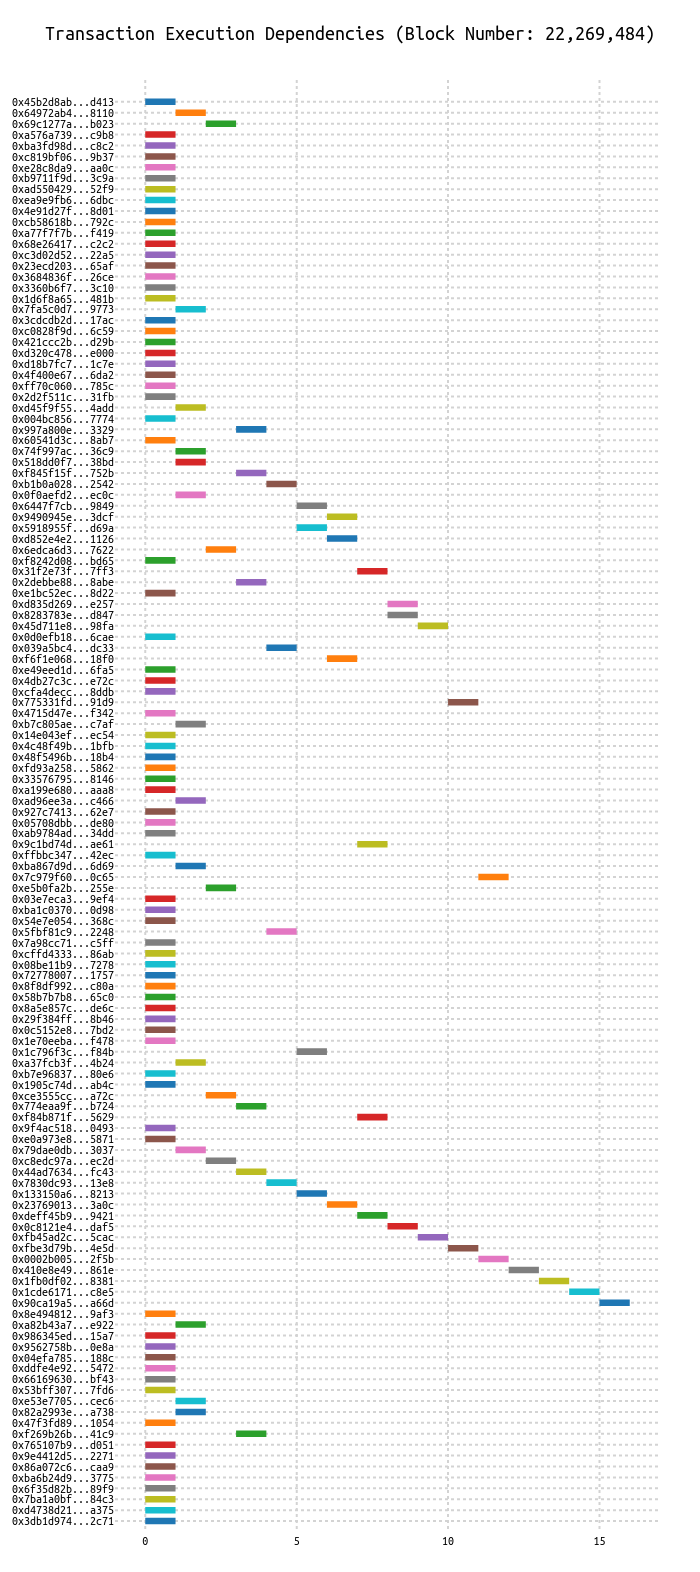 Transaction Execution Dependencies (Block Number: 22,269,484)
0x45b2d8ab...d413
0x64972ab4...8110
0x69c1277a...b023
0xa576a739...c9b8
0xba3fd98d...c8c2
0xc819bf06...9b37
0xe28c8da9...aa0c
0xb9711f9d...3c9a
0xad550429...52f9
0xea9e9fb6...6dbc
0x4e91d27f...8d01
0xcb58618b...792c
0xa77f7f7b...f419
0x68e26417...c2c2
0xc3d02d52...22a5
0x23ecd203...65af
0x3684836f...26ce
0x3360b6f7...3c10
0x1d6f8a65...481b
0x7fa5c0d7...9773
0x3cdcdb2d...17ac
0xc0828f9d...6c59
0x421ccc2b...d29b
0xd320c478...e000
0xd18b7fc7...1c7e
0x4f400e67...6da2
0xff70c060...785c
0x2d2f511c...31fb
0xd45f9f55...4add
0x004bc856...7774
0x997a800e...3329
0x60541d3c...8ab7
0x74f997ac...36c9
0x518dd0f7...38bd
0xf845f15f...752b
0xb1b0a028...2542
0x0f0aefd2...ec0c
0x6447f7cb...9849
0x9490945e...3dcf
0x5918955f...d69a
0xd852e4e2...1126
0x6edca6d3...7622
0xf8242d08...bd65
0x31f2e73f...7ff3
0x2debbe88...8abe
0xe1bc52ec...8d22
0xd835d269...e257
0x8283783e...d847
0x45d711e8...98fa
0x0d0efb18...6cae
0x039a5bc4...dc33
0xf6f1e068...18f0
0xe49eed1d...6fa5
0x4db27c3c...e72c
0xcfa4decc...8ddb
0x775331fd...91d9
0x4715d47e...f342
0xb7c805ae...c7af
0x14e043ef...ec54
0x4c48f49b...1bfb
0x48f5496b...18b4
0xfd93a258...5862
0x33576795...8146
0xa199e680...aaa8
0xad96ee3a...c466
0x927c7413...62e7
0x05708dbb...de80
0xab9784ad...34dd
0x9c1bd74d...ae61
0xffbbc347...42ec
0xba867d9d...6d69
0x7c979f60...0c65
0xe5b0fa2b...255e
0x03e7eca3...9ef4
0xba1c0370...0d98
0x54e7e054...368c
0x5fbf81c9...2248
0x7a98cc71...c5ff
0xcffd4333...86ab
0x08be11b9...7278
0x72778007...1757
0x8f8df992...c80a
0x58b7b7b8...65c0
0x8a5e857c...de6c
0x29f384ff...8b46
0x0c5152e8...7bd2
0x1e70eeba...f478
0x1c796f3c...f84b
0xa37fcb3f...4b24
0xb7e96837...80e6
0x1905c74d...ab4c
0xce3555cc...a72c
0x774eaa9f...b724
0xf84b871f...5629
0x9f4ac518...0493
0xe0a973e8...5871
0x79dae0db...3037
0xc8edc97a...ec2d
0x44ad7634...fc43
0x7830dc93...13e8
0x133150a6...8213
0x23769013...3a0c
0xdeff45b9...9421
0x0c8121e4...daf5
0xfb45ad2c...5cac
0xfbe3d79b...4e5d
0x0002b005...2f5b
0x410e8e49...861e
0x1fb0df02...8381
0x1cde6171...c8e5
0x90ca19a5...a66d
0x8e494812...9af3
0xa82b43a7...e922
0x986345ed...15a7
0x9562758b...0e8a
0x04efa785...188c
0xddfe4e92...5472
0x66169630...bf43
0x53bff307...7fd6
0xe53e7705...cec6
0x82a2993e...a738
0x47f3fd89...1054
0xf269b26b...41c9
0x765107b9...d051
0x9e4412d5...2271
0x86a072c6...caa9
0xba6b24d9...3775
0x6f35d82b...89f9
0x7ba1a0bf...84c3
0xd4738d21...a375
0x3db1d974...2c71
0 5 10 15